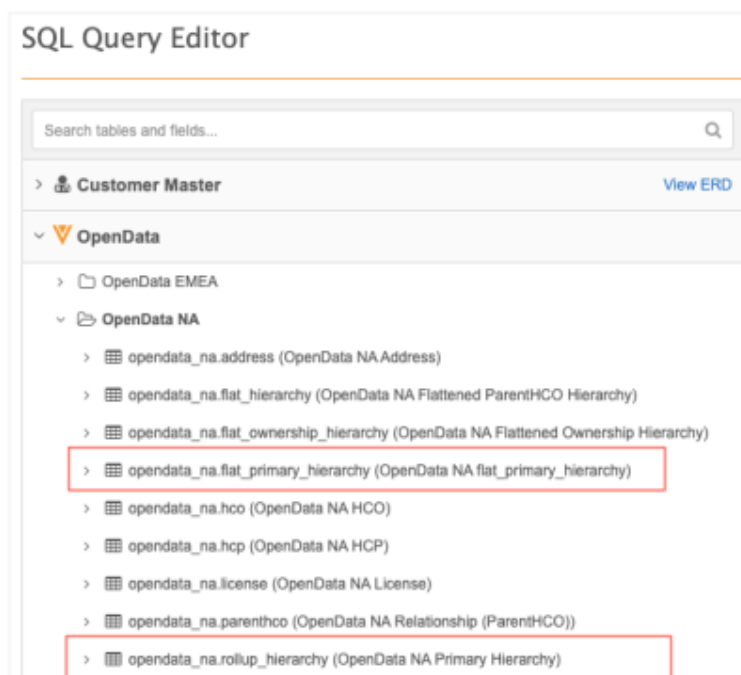 SQL Query Editor
Search tables and fields...
Customer Master View ERD
OpenData
OpenData EMEA
OpenData NA
opendata_na.address (OpenData NA Address)
opendata_na.flat_hierarchy (OpenData NA Flattened ParentHCO Hierarchy)
opendata_na.flat_ownership_hierarchy (OpenData NA Flattened Ownership Hierarchy)
opendata_na.flat_primary_hierarchy (OpenData NA flat_primary_hierarchy)
opendata_na.hco (OpenData NA HCO)
opendata_na.hcp (OpenData NA HCP)
opendata_na.license (OpenData NA License)
opendata_na.parenthco (OpenData NA Relationship (ParentHCO))
opendata_na.rollup_hierarchy (OpenData NA Primary Hierarchy)